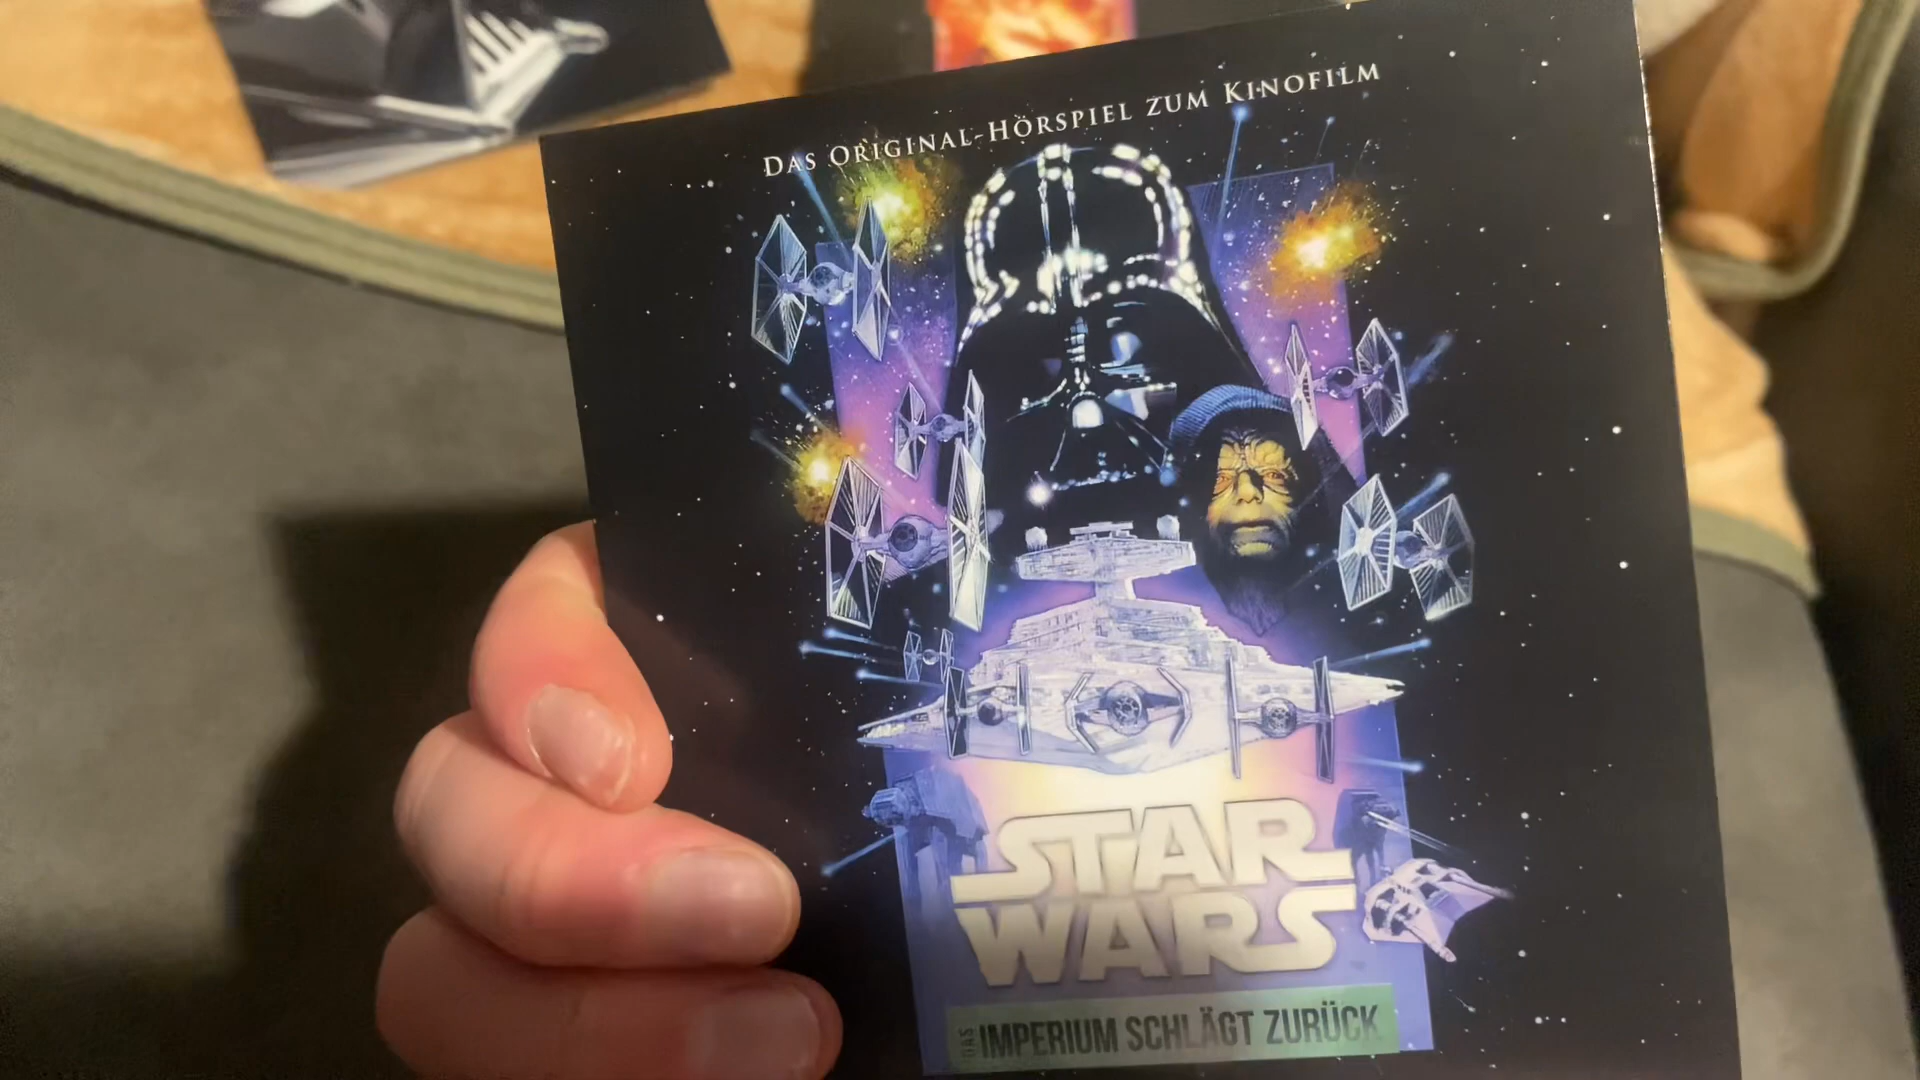 Das Original-Hörspiel zum Kinofilm
STAR
WARS
DAS IMPERIUM SCHLÄGT ZURÜCK